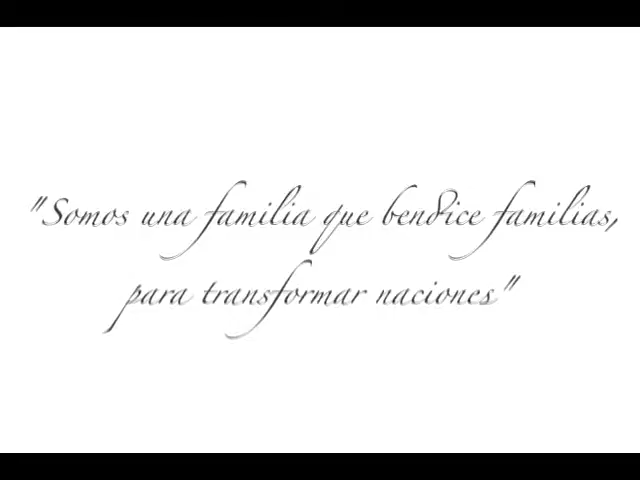 "Somos una familia que bendice familias,
para transformar naciones"